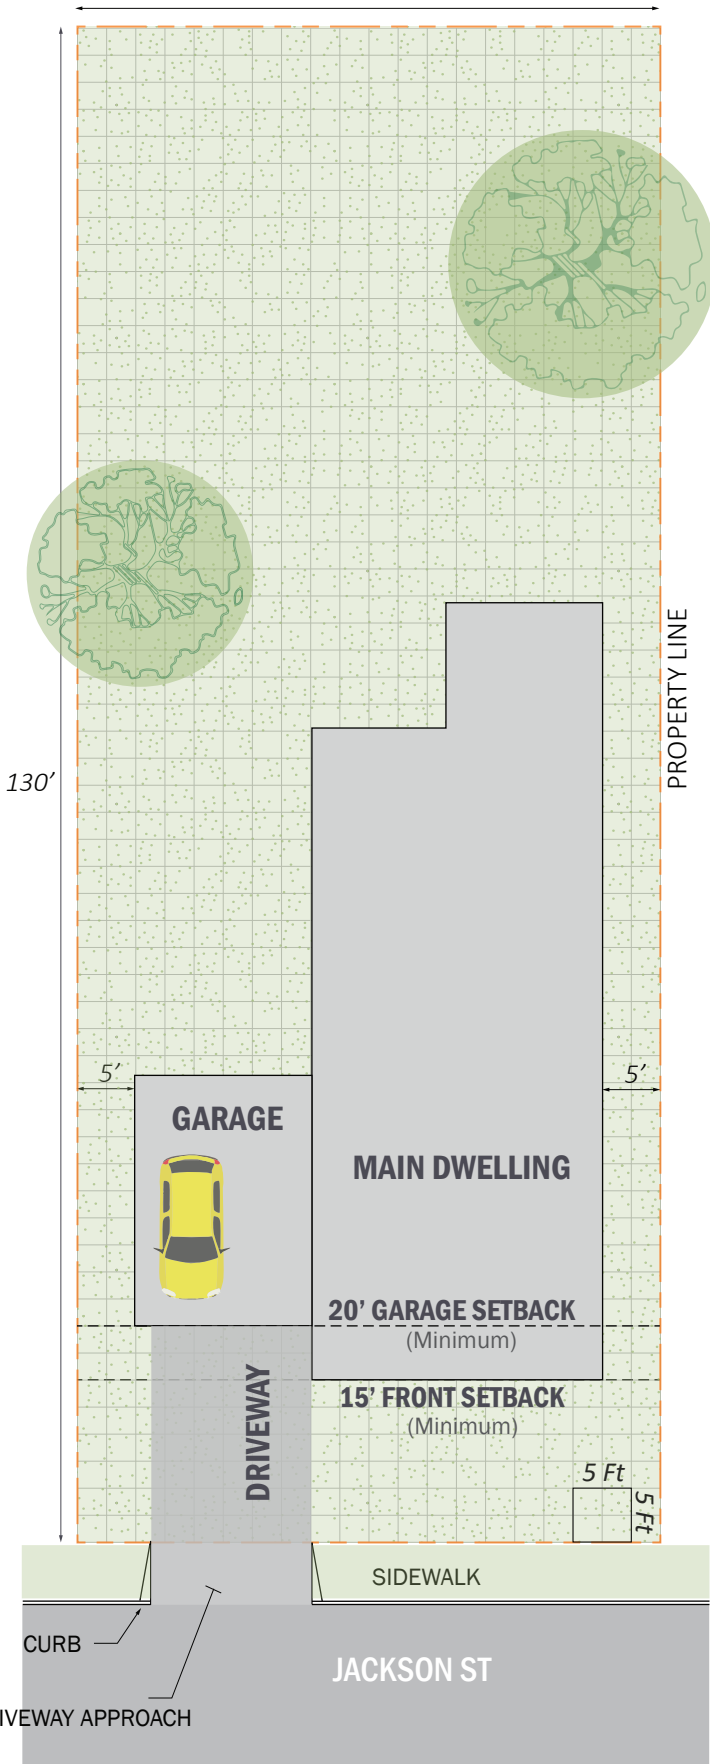 PROPERTY LINE
130’
5’
5’
GARAGE
MAIN DWELLING
20’ GARAGE SETBACK
(Minimum)
DRIVEWAY
15’ FRONT SETBACK
(Minimum)
5 Ft
5 Ft
SIDEWALK
CURB
JACKSON ST
IVEWAY APPROACH